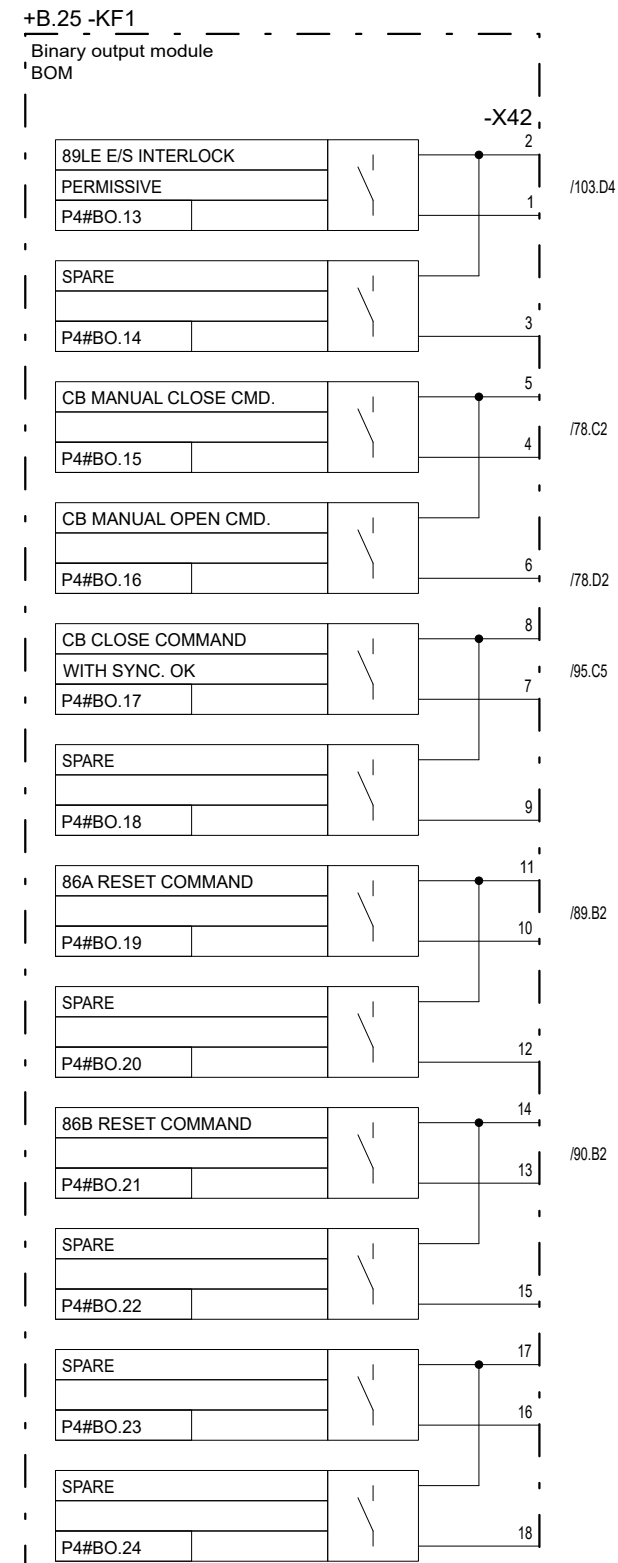 +B.25 -KF1
Binary output module
BOM
-X42
2
89LE E/S INTERLOCK
PERMISSIVE
/103.D4
1
P4#BO.13
SPARE
3
P4#BO.14
5
CB MANUAL CLOSE CMD.
/78.C2
4
P4#BO.15
CB MANUAL OPEN CMD.
6
P4#BO.16
/78.D2
8
CB CLOSE COMMAND
WITH SYNC. OK
/95.C5
7
P4#BO.17
SPARE
9
P4#BO.18
11
86A RESET COMMAND
/89.B2
10
P4#BO.19
SPARE
12
P4#BO.20
14
86B RESET COMMAND
/90.B2
13
P4#BO.21
SPARE
15
P4#BO.22
17
SPARE
16
P4#BO.23
SPARE
18
P4#BO.24